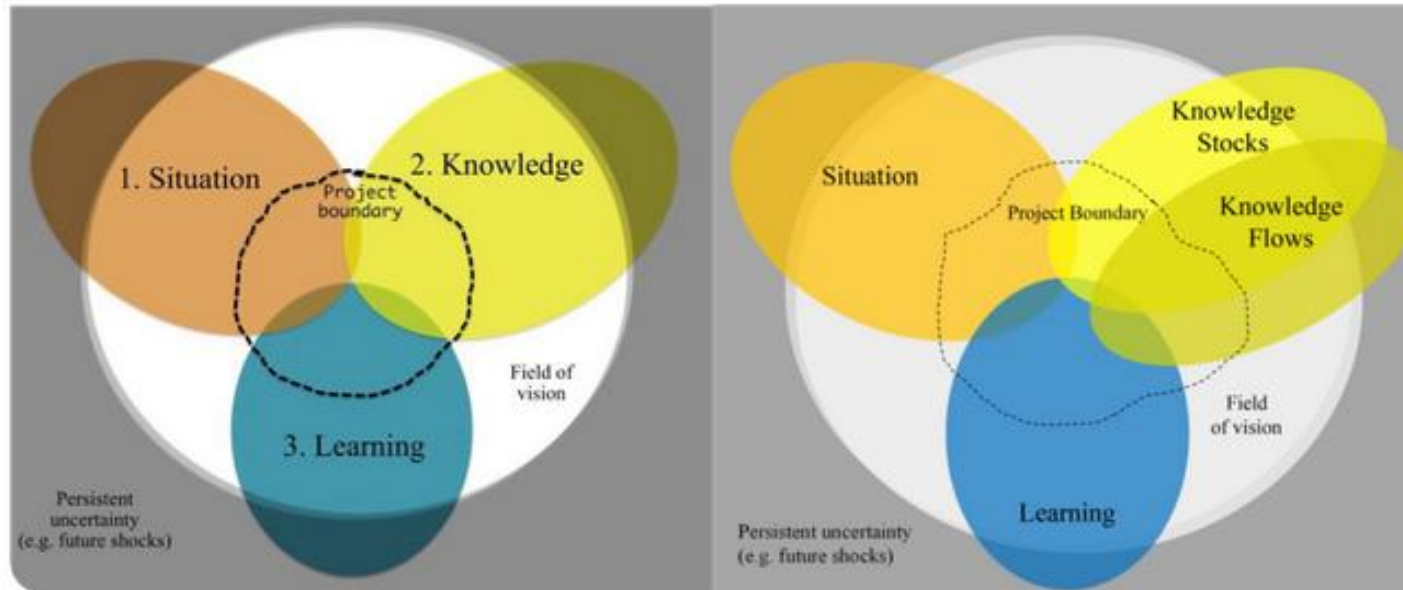 1. Situation
2. Knowledge
Project
boundary
Field of
vision
3. Learning
Persistent
uncertainty
(e.g. future shocks)
Knowledge
Stocks
Situation
Knowledge
Flows
Project Boundary
Field
of vision
Learning
Persistent uncertainty
(e.g. future shocks)